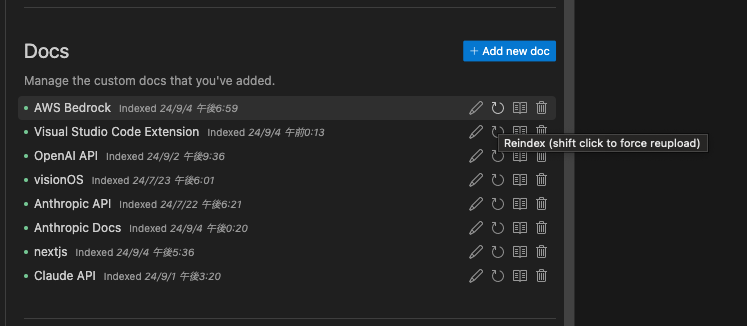 Docs
+ Add new doc
Manage the custom docs that you've added.
AWS Bedrock Indexed 24/9/4 午後6:59
Visual Studio Code Extension Indexed 24/9/4 午前0:13
Reindex (shift click to force reupload)
OpenAI API Indexed 24/9/2 午後9:36
visionOS Indexed 24/7/23 午後6:01
Anthropic API Indexed 24/7/22 午後6:21
Anthropic Docs Indexed 24/9/4 午後0:20
nextjs Indexed 24/9/4 午後5:36
Claude API Indexed 24/9/1 午後3:20